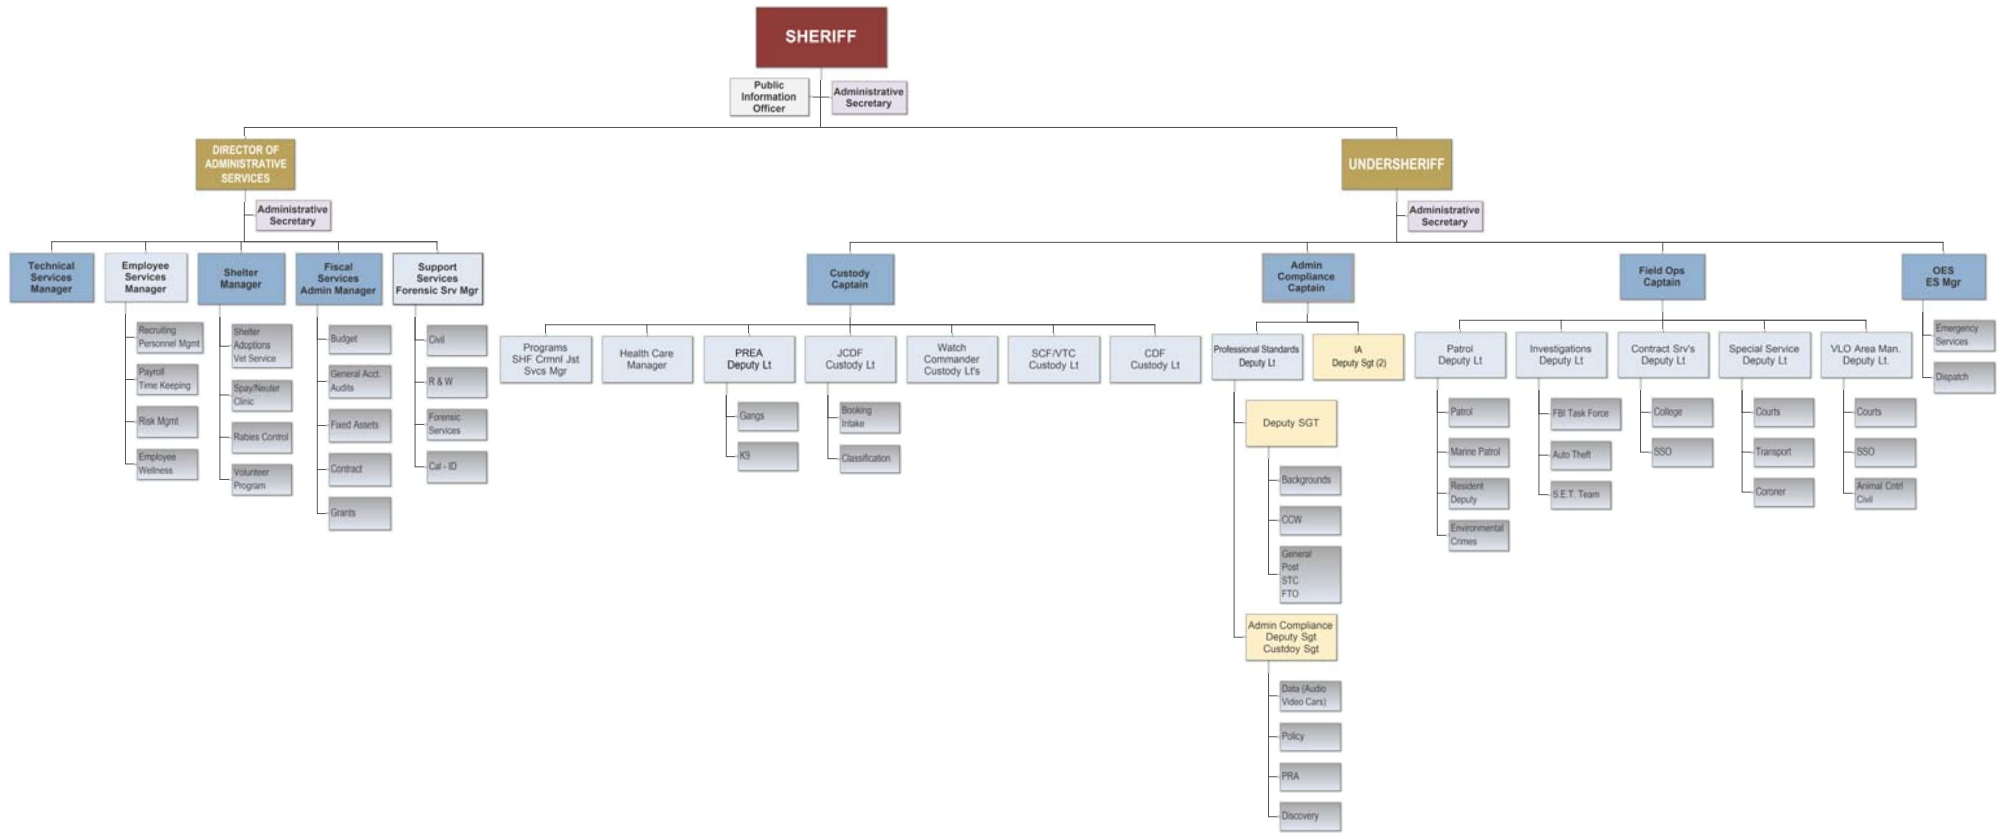 SHERIFF
Public
Information
Officer
Administrative
Secretary
DIRECTOR OF
ADMINISTRATIVE
SERVICES
UNDERSHERIFF
Administrative
Secretary
Administrative
Secretary
Technical
Services
Manager
Employee
Services
Manager
Shelter
Manager
Fiscal
Services
Admin Manager
Support
Services
Forensic Srv Mgr
Custody
Captain
Admin
Compliance
Captain
Field Ops
Captain
OES
ES Mgr
Recruiting
Personnel Mgmt
Payroll
Time Keeping
Risk Mgmt
Employee
Wellness
Shelter
Adoptions
Vet Service
Spay/Neuter
Clinic
Rabies Control
Volunteer
Program
Budget
General Acct.
Audits
Fixed Assets
Contract
Grants
Civil
R & W
Forensic
Services
Cal - ID
Programs
SHF Crmnl Jst
Svcs Mgr
Health Care
Manager
PREA
Deputy Lt
JCDF
Custody Lt
Watch
Commander
Custody Lt's
SCF/VTC
Custody Lt
CDF
Custody Lt
Gangs
K9
Booking
Intake
Classification
Professional Standards
Deputy Lt
IA
Deputy Sgt (2)
Deputy SGT
Backgrounds
CCW
General
Post
STC
FTO
Admin Compliance
Deputy Sgt
Custdoy Sgt
Data (Audio
Video Cars)
Policy
PRA
Discovery
Patrol
Deputy Lt
Investigations
Deputy Lt
Contract Srv's
Deputy Lt
Special Service
Deputy Lt
VLO Area Man.
Deputy Lt.
Patrol
Marine Patrol
Resident
Deputy
Environmental
Crimes
FBI Task Force
Auto Theft
S.E.T. Team
College
SSO
Courts
Transport
Coroner
Courts
SSO
Animal Cntrl
Civil
Emergency
Services
Dispatch